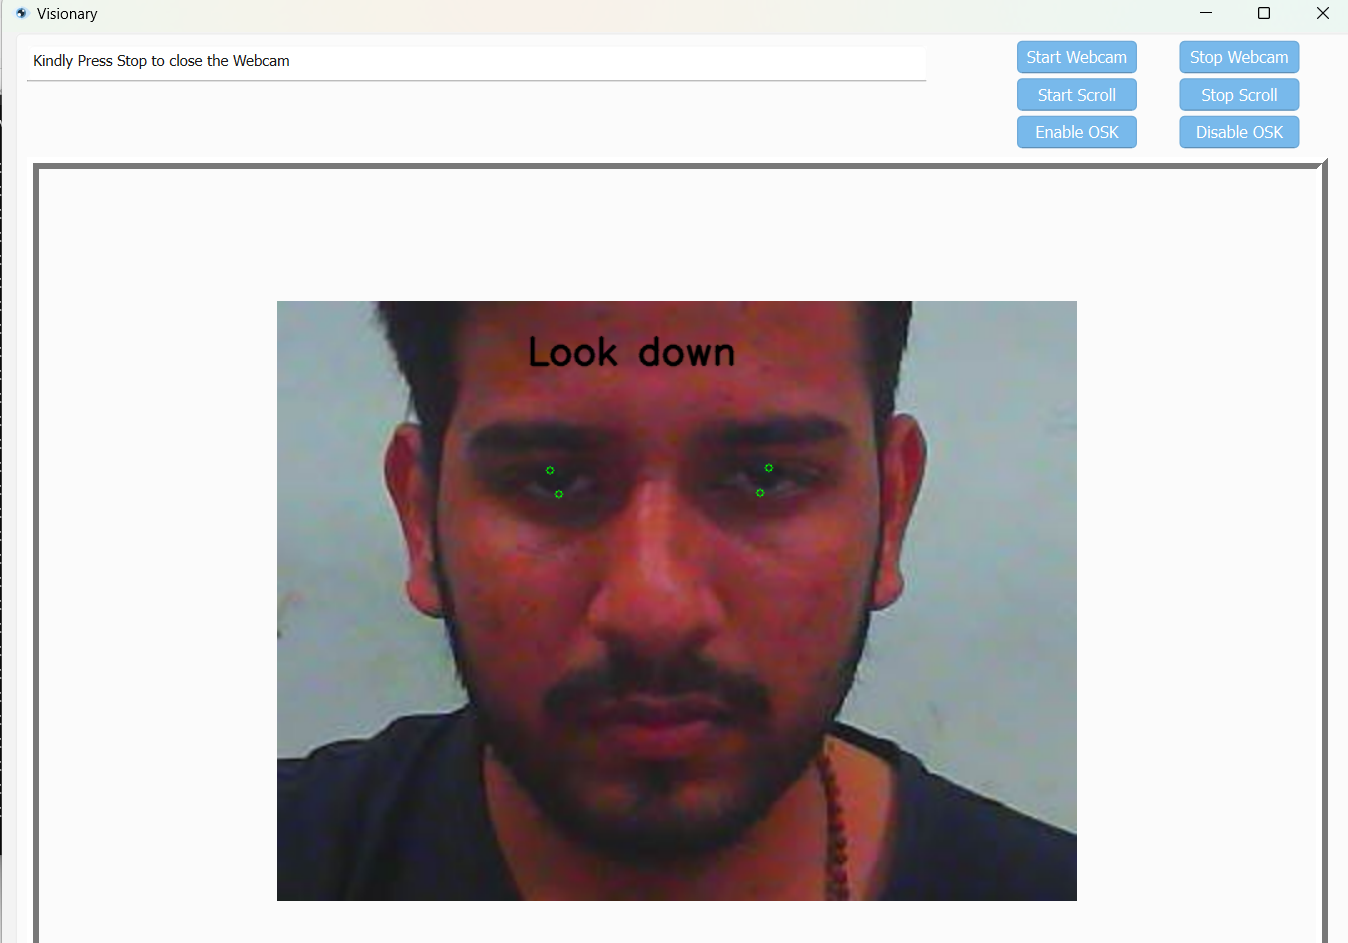 Visionary
Kindly Press Stop to close the Webcam
Start Webcam
Stop Webcam
Start Scroll
Stop Scroll
Enable OSK
Disable OSK
Look down